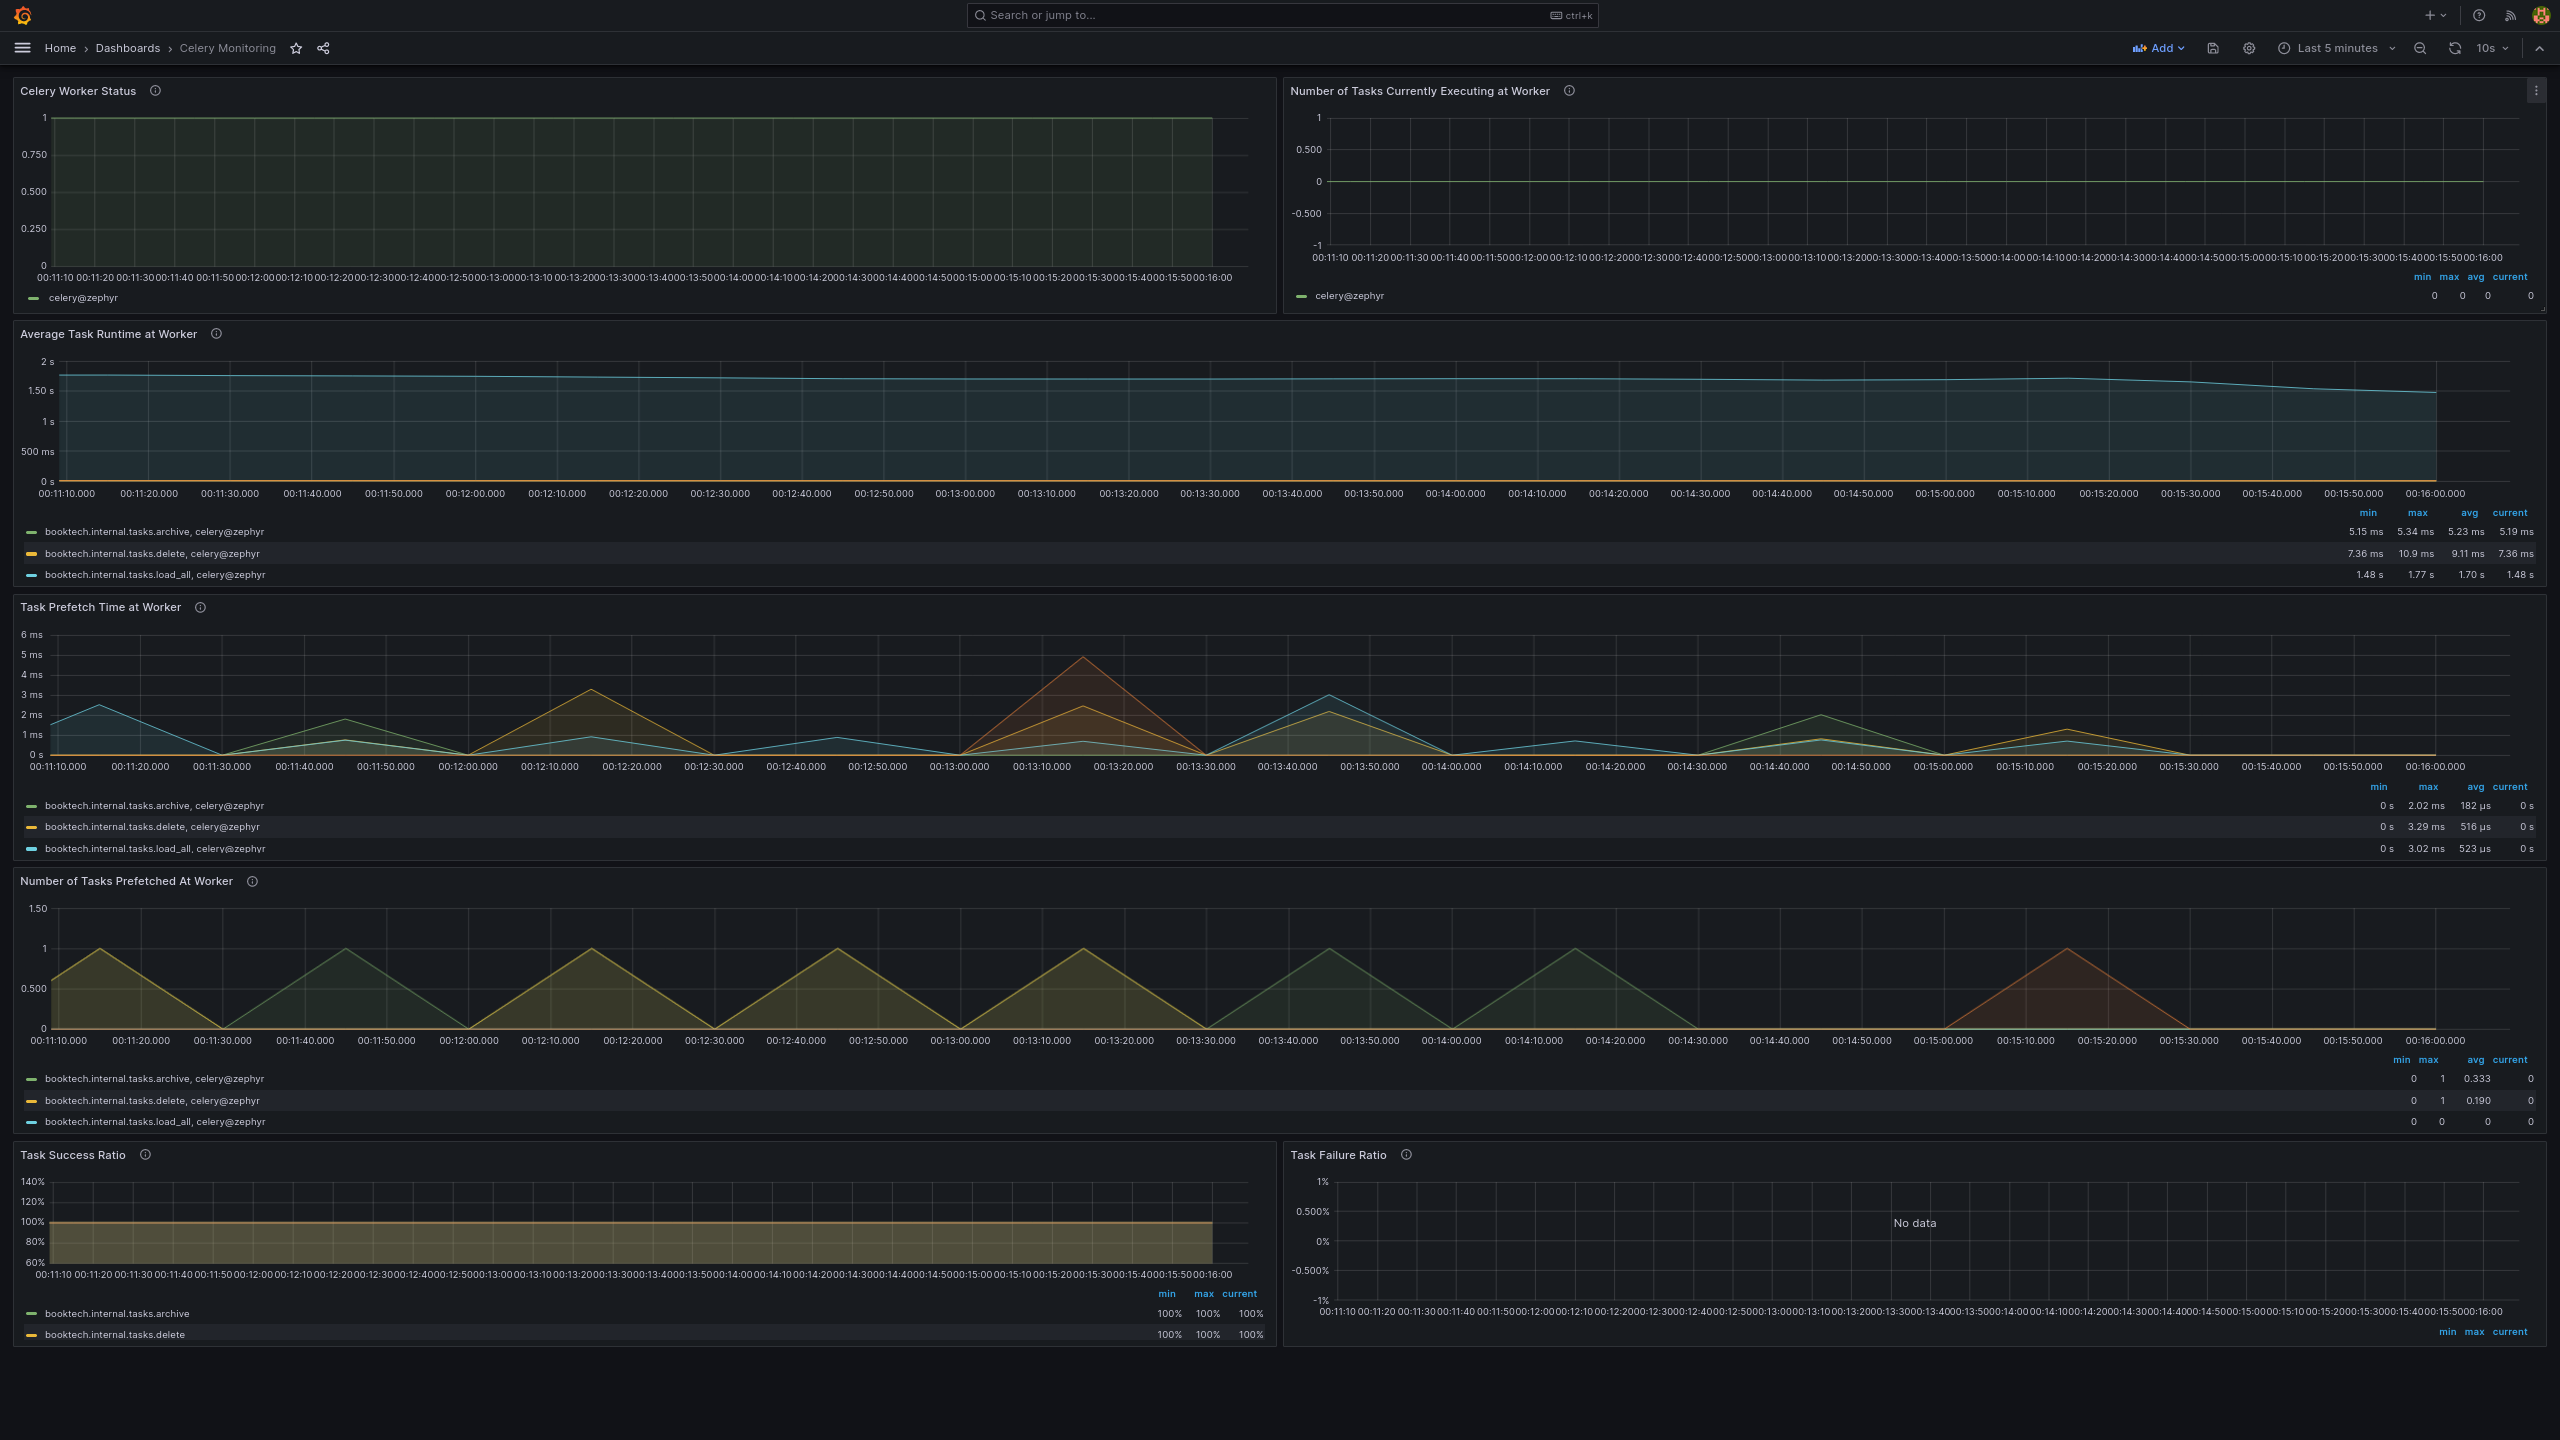 Search or jump to... ctrl+k
Home › Dashboards › Celery Monitoring Add Last 5 minutes 10s
Celery Worker Status
1
0.750
0.500
0.250
0
00:11:10 00:11:20 00:11:30 00:11:40 00:11:50 00:12:00 00:12:10 00:12:20 00:12:30 00:12:40 00:12:50 00:13:00 00:13:10 00:13:20 00:13:30 00:13:40 00:13:50 00:14:00 00:14:10 00:14:20 00:14:30 00:14:40 00:14:50 00:15:00 00:15:10 00:15:20 00:15:30 00:15:40 00:15:50 00:16:00
celery@zephyr
Number of Tasks Currently Executing at Worker
1
0.500
0
-0.500
-1
00:11:10 00:11:20 00:11:30 00:11:40 00:11:50 00:12:00 00:12:10 00:12:20 00:12:30 00:12:40 00:12:50 00:13:00 00:13:10 00:13:20 00:13:30 00:13:40 00:13:50 00:14:00 00:14:10 00:14:20 00:14:30 00:14:40 00:14:50 00:15:00 00:15:10 00:15:20 00:15:30 00:15:40 00:15:50 00:16:00
min max avg current
celery@zephyr 0 0 0 0
Average Task Runtime at Worker
2 s
1.50 s
1 s
500 ms
0 s
00:11:10.000 00:11:20.000 00:11:30.000 00:11:40.000 00:11:50.000 00:12:00.000 00:12:10.000 00:12:20.000 00:12:30.000 00:12:40.000 00:12:50.000 00:13:00.000 00:13:10.000 00:13:20.000 00:13:30.000 00:13:40.000 00:13:50.000 00:14:00.000 00:14:10.000 00:14:20.000 00:14:30.000 00:14:40.000 00:14:50.000 00:15:00.000 00:15:10.000 00:15:20.000 00:15:30.000 00:15:40.000 00:15:50.000 00:16:00.000
min max avg current
booktech.internal.tasks.archive, celery@zephyr 5.15 ms 5.34 ms 5.23 ms 5.19 ms
booktech.internal.tasks.delete, celery@zephyr 7.36 ms 10.9 ms 9.11 ms 7.36 ms
booktech.internal.tasks.load_all, celery@zephyr 1.48 s 1.77 s 1.70 s 1.48 s
Task Prefetch Time at Worker
6 ms
5 ms
4 ms
3 ms
2 ms
1 ms
0 s
00:11:10.000 00:11:20.000 00:11:30.000 00:11:40.000 00:11:50.000 00:12:00.000 00:12:10.000 00:12:20.000 00:12:30.000 00:12:40.000 00:12:50.000 00:13:00.000 00:13:10.000 00:13:20.000 00:13:30.000 00:13:40.000 00:13:50.000 00:14:00.000 00:14:10.000 00:14:20.000 00:14:30.000 00:14:40.000 00:14:50.000 00:15:00.000 00:15:10.000 00:15:20.000 00:15:30.000 00:15:40.000 00:15:50.000 00:16:00.000
min max avg current
booktech.internal.tasks.archive, celery@zephyr 0 s 2.02 ms 182 µs 0 s
booktech.internal.tasks.delete, celery@zephyr 0 s 3.29 ms 516 µs 0 s
booktech.internal.tasks.load_all, celery@zephyr 0 s 3.02 ms 523 µs 0 s
Number of Tasks Prefetched At Worker
1.50
1
0.500
0
00:11:10.000 00:11:20.000 00:11:30.000 00:11:40.000 00:11:50.000 00:12:00.000 00:12:10.000 00:12:20.000 00:12:30.000 00:12:40.000 00:12:50.000 00:13:00.000 00:13:10.000 00:13:20.000 00:13:30.000 00:13:40.000 00:13:50.000 00:14:00.000 00:14:10.000 00:14:20.000 00:14:30.000 00:14:40.000 00:14:50.000 00:15:00.000 00:15:10.000 00:15:20.000 00:15:30.000 00:15:40.000 00:15:50.000 00:16:00.000
min max avg current
booktech.internal.tasks.archive, celery@zephyr 0 1 0.333 0
booktech.internal.tasks.delete, celery@zephyr 0 1 0.190 0
booktech.internal.tasks.load_all, celery@zephyr 0 0 0 0
Task Success Ratio
140%
120%
100%
80%
60%
00:11:10 00:11:20 00:11:30 00:11:40 00:11:50 00:12:00 00:12:10 00:12:20 00:12:30 00:12:40 00:12:50 00:13:00 00:13:10 00:13:20 00:13:30 00:13:40 00:13:50 00:14:00 00:14:10 00:14:20 00:14:30 00:14:40 00:14:50 00:15:00 00:15:10 00:15:20 00:15:30 00:15:40 00:15:50 00:16:00
min max current
booktech.internal.tasks.archive 100% 100% 100%
booktech.internal.tasks.delete 100% 100% 100%
Task Failure Ratio
1%
0.500%
0%
-0.500%
-1%
No data
00:11:10 00:11:20 00:11:30 00:11:40 00:11:50 00:12:00 00:12:10 00:12:20 00:12:30 00:12:40 00:12:50 00:13:00 00:13:10 00:13:20 00:13:30 00:13:40 00:13:50 00:14:00 00:14:10 00:14:20 00:14:30 00:14:40 00:14:50 00:15:00 00:15:10 00:15:20 00:15:30 00:15:40 00:15:50 00:16:00
min max current